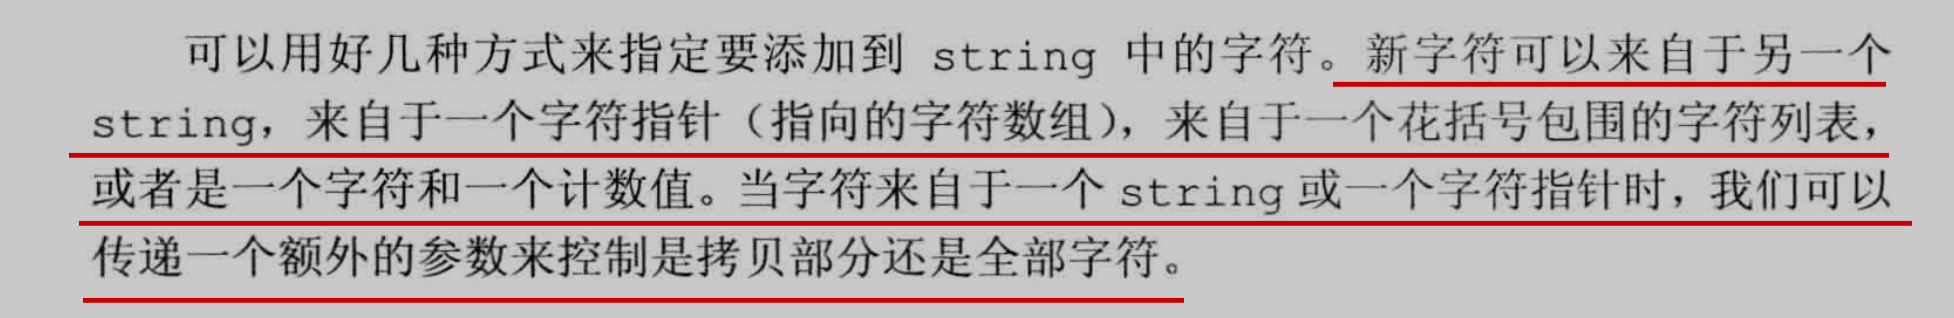 可以用好几种方式来指定要添加到 string 中的字符。新字符可以来自于另一个
string，来自于一个字符指针（指向的字符数组），来自于一个花括号包围的字符列表，
或者是一个字符和一个计数值。当字符来自于一个 string 或一个字符指针时，我们可以
传递一个额外的参数来控制是拷贝部分还是全部字符。